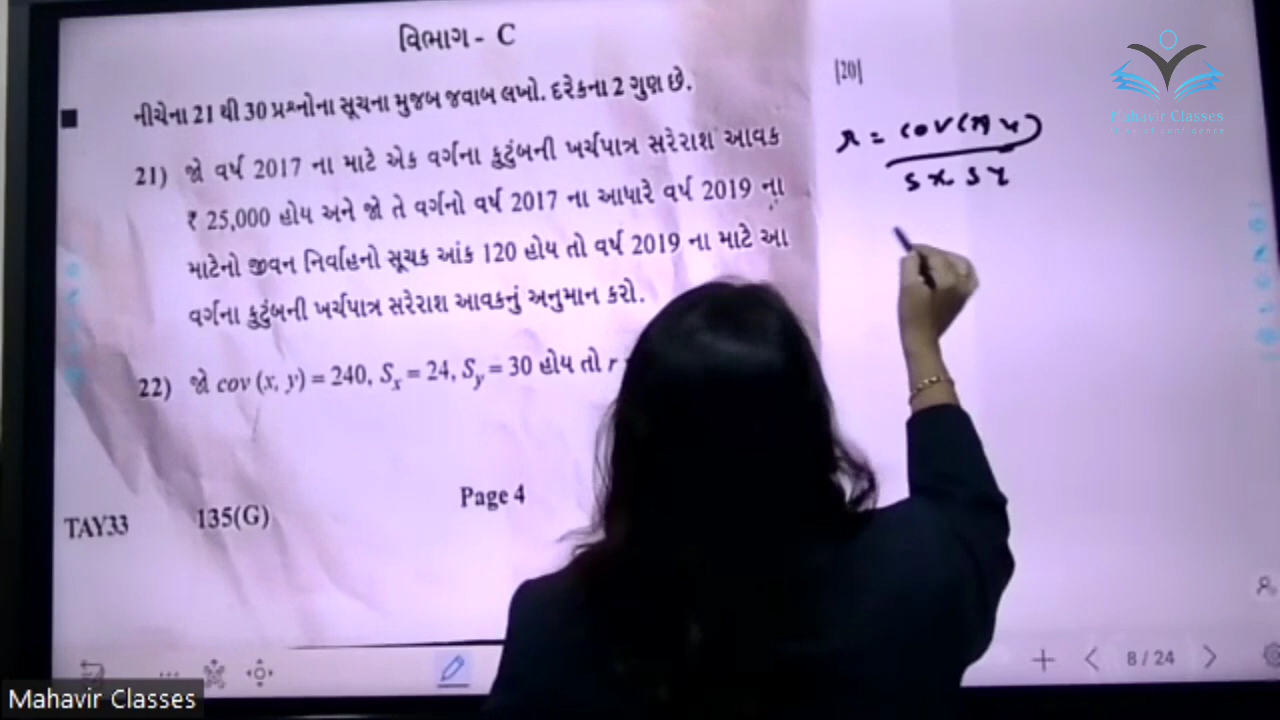 વિભાગ - C
નીચેના 21 થી 30 પ્રશ્નોના સૂચના મુજબ જવાબ લખો. દરેકના 2 ગુણ છે.
[20]
21) જો વર્ષ 2017 ના માટે એક વર્ગના કુટુંબની ખર્ચપાત્ર સરેરાશ આવક
₹ 25,000 હોય અને જો તે વર્ગનો વર્ષ 2017 ના આધારે વર્ષ 2019 ના
માટેનો જીવન નિર્વાહનો સૂચક આંક 120 હોય તો વર્ષ 2019 ના માટે આ
વર્ગના કુટુંબની ખર્ચપાત્ર સરેરાશ આવકનું અનુમાન કરો.
22) જો cov (x, y) = 240, Sx = 24, Sy = 30 હોય તો r
TAY33 135(G) Page 4
r = cov(x, y)
sx sy
Mahavir Classes
8 / 24
Mahavir Classes